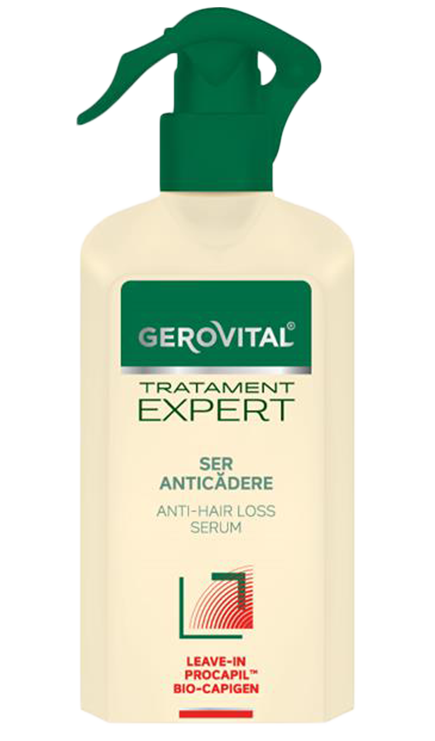 GEROVITAL®
TRATAMENT
EXPERT
SER
ANTICĂDERE
ANTI-HAIR LOSS
SERUM
LEAVE-IN
PROCAPIL™
BIO-CAPIGEN